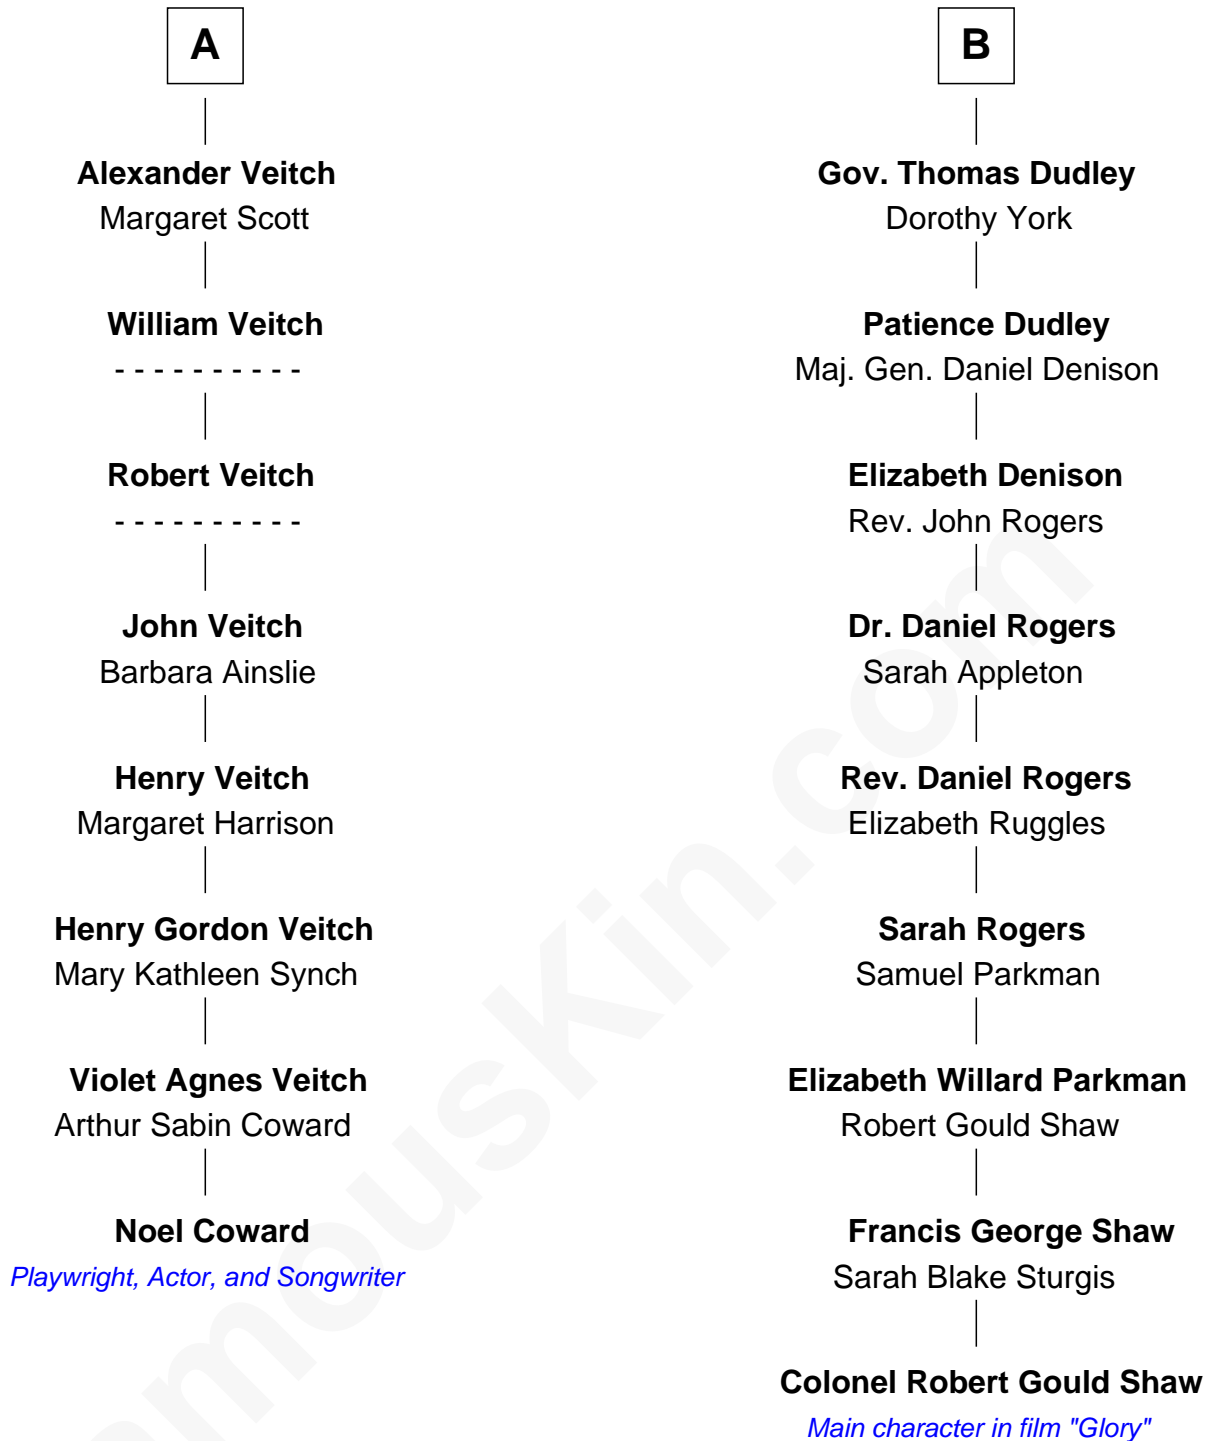 A
Alexander Veitch
Margaret Scott
William Veitch
- - - - - - - - - -
Robert Veitch
- - - - - - - - - -
John Veitch
Barbara Ainslie
Henry Veitch
Margaret Harrison
Henry Gordon Veitch
Mary Kathleen Synch
Violet Agnes Veitch
Arthur Sabin Coward
Noel Coward
Playwright, Actor, and Songwriter
B
Gov. Thomas Dudley
Dorothy York
Patience Dudley
Maj. Gen. Daniel Denison
Elizabeth Denison
Rev. John Rogers
Dr. Daniel Rogers
Sarah Appleton
Rev. Daniel Rogers
Elizabeth Ruggles
Sarah Rogers
Samuel Parkman
Elizabeth Willard Parkman
Robert Gould Shaw
Francis George Shaw
Sarah Blake Sturgis
Colonel Robert Gould Shaw
Main character in film "Glory"
amousKin.com